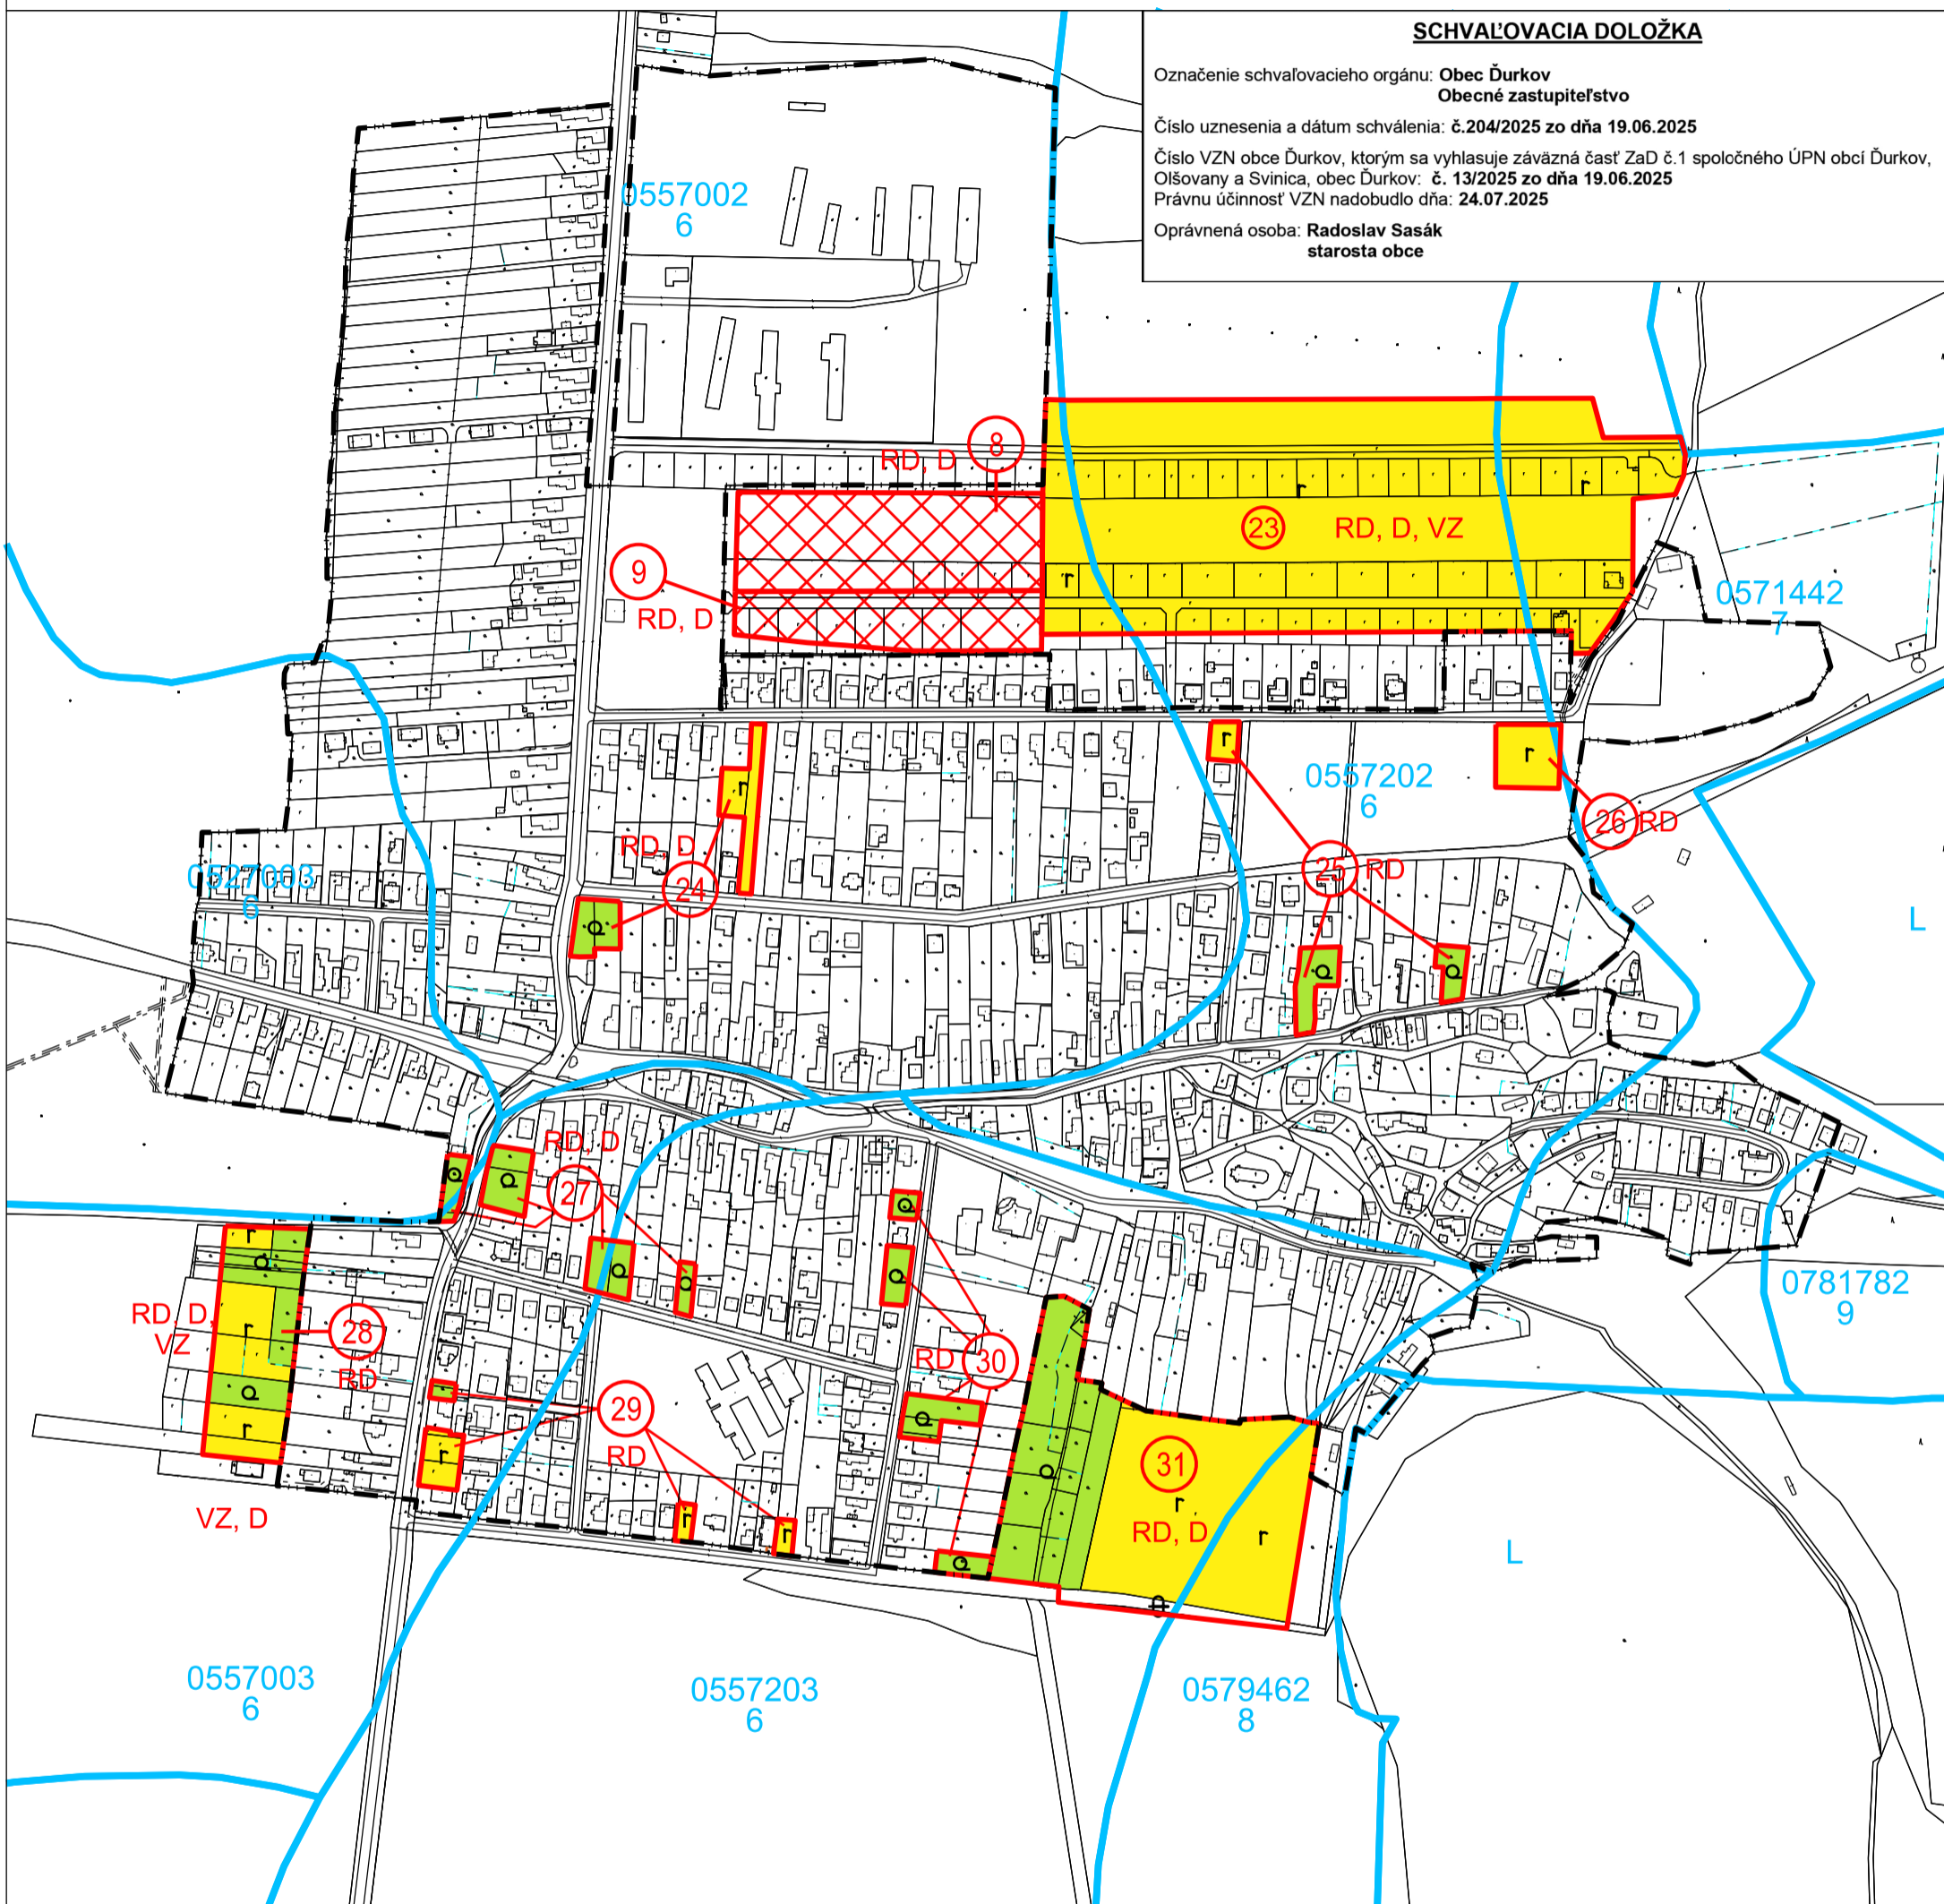 SCHVAĽOVACIA DOLOŽKA
Označenie schvaľovacieho orgánu: Obec Ďurkov
Obecné zastupiteľstvo
Číslo uznesenia a dátum schválenia: č.204/2025 zo dňa 19.06.2025
Číslo VZN obce Ďurkov, ktorým sa vyhlasuje záväzná časť ZaD č.1 spoločného ÚPN obcí Ďurkov,
Olšovany a Svinica, obec Ďurkov: č. 13/2025 zo dňa 19.06.2025
Právnu účinnosť VZN nadobudlo dňa: 24.07.2025
Oprávnená osoba: Radoslav Sasák
starosta obce
0557002
6
8
RD, D
r
r
23 RD, D, VZ
9
RD, D
r
0571442
7
r
r
r
0557202
6
26 RD
RD, D
24
25 RD
0527003
6
L
RD, D
27
0781782
9
r
RD, D,
VZ
r
28
RD
RD 30
r
29
RD
r
31
r
RD, D
r
VZ, D
r
r
L
0557003
6
0557203
6
0579462
8